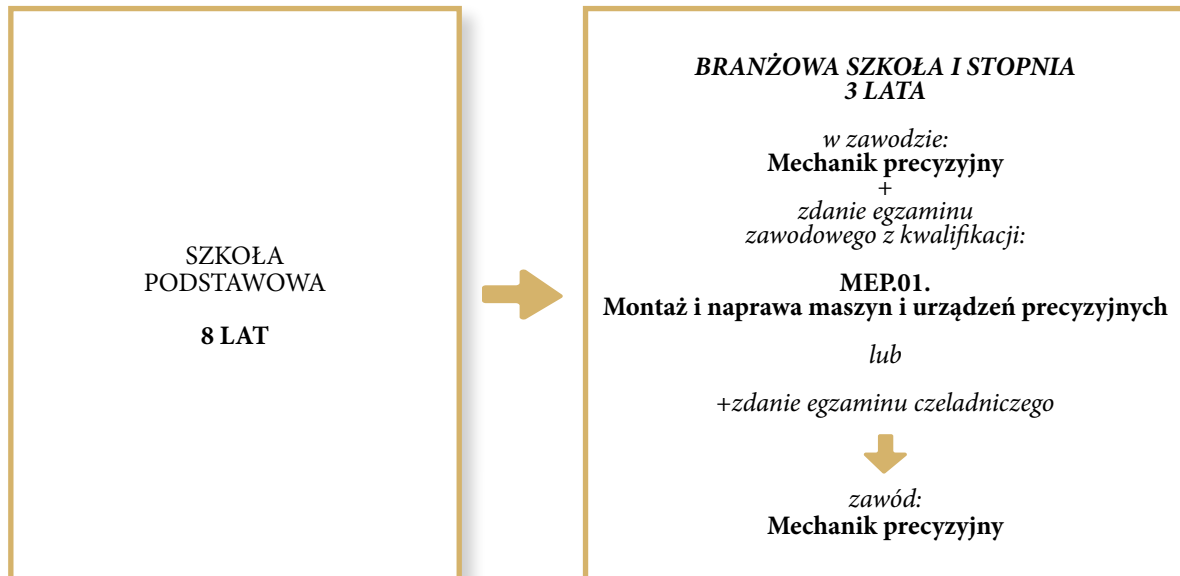 SZKOŁA
PODSTAWOWA
8 LAT
BRANŻOWA SZKOŁA I STOPNIA
3 LATA
w zawodzie:
Mechanik precyzyjny
+
zdanie egzaminu
zawodowego z kwalifikacji:
MEP.01.
Montaż i naprawa maszyn i urządzeń precyzyjnych
lub
+zdanie egzaminu czeladniczego
zawód:
Mechanik precyzyjny